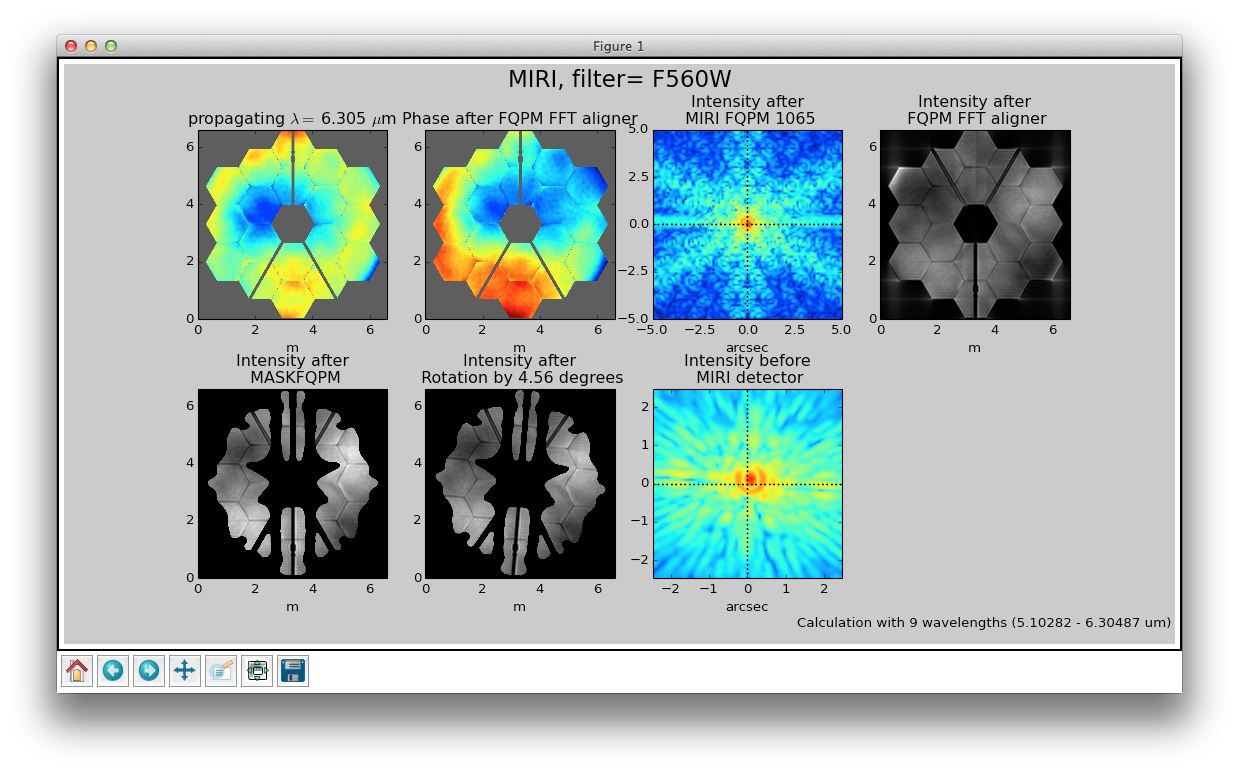 Figure 1
MIRI, filter= F560W
propagating λ= 6.305 μm
Phase after FQPM FFT aligner
Intensity after
MIRI FQPM 1065
Intensity after
FQPM FFT aligner
6
4
2
0
0 2 4 6
m
6
4
2
0
0 2 4 6
m
5.0
2.5
0.0
−2.5
−5.0
−5.0 −2.5 0.0 2.5 5.0
arcsec
6
4
2
0
0 2 4 6
m
Intensity after
MASKFQPM
Intensity after
Rotation by 4.56 degrees
Intensity before
MIRI detector
6
4
2
0
0 2 4 6
m
6
4
2
0
0 2 4 6
m
2
1
0
−1
−2
−2 −1 0 1 2
arcsec
Calculation with 9 wavelengths (5.10282 - 6.30487 um)